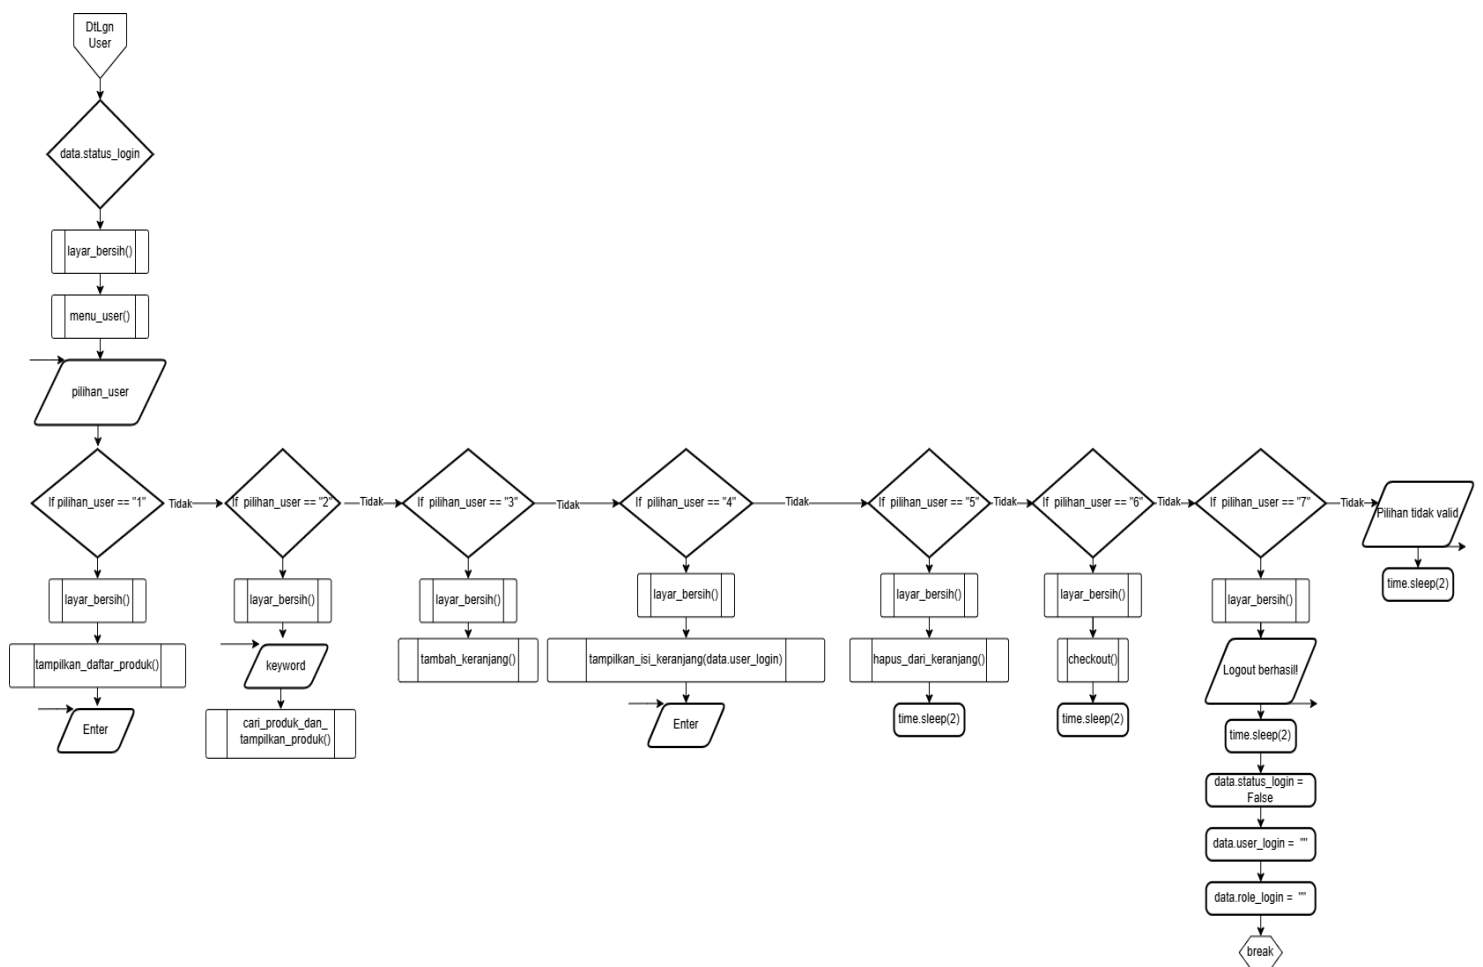 DtLgn
User
data.status_login
layar_bersih()
menu_user()
pilihan_user
If pilihan_user == "1"
Tidak
If pilihan_user == "2"
Tidak
If pilihan_user == "3"
Tidak
If pilihan_user == "4"
Tidak
If pilihan_user == "5"
Tidak
If pilihan_user == "6"
Tidak
If pilihan_user == "7"
Tidak
Pilihan tidak valid
time.sleep(2)
layar_bersih()
tampilkan_daftar_produk()
Enter
layar_bersih()
keyword
cari_produk_dan_
tampilkan_produk()
layar_bersih()
tambah_keranjang()
layar_bersih()
tampilkan_isi_keranjang(data.user_login)
Enter
layar_bersih()
hapus_dari_keranjang()
time.sleep(2)
layar_bersih()
checkout()
time.sleep(2)
layar_bersih()
Logout berhasil!
time.sleep(2)
data.status_login =
False
data.user_login = ""
data.role_login = ""
break